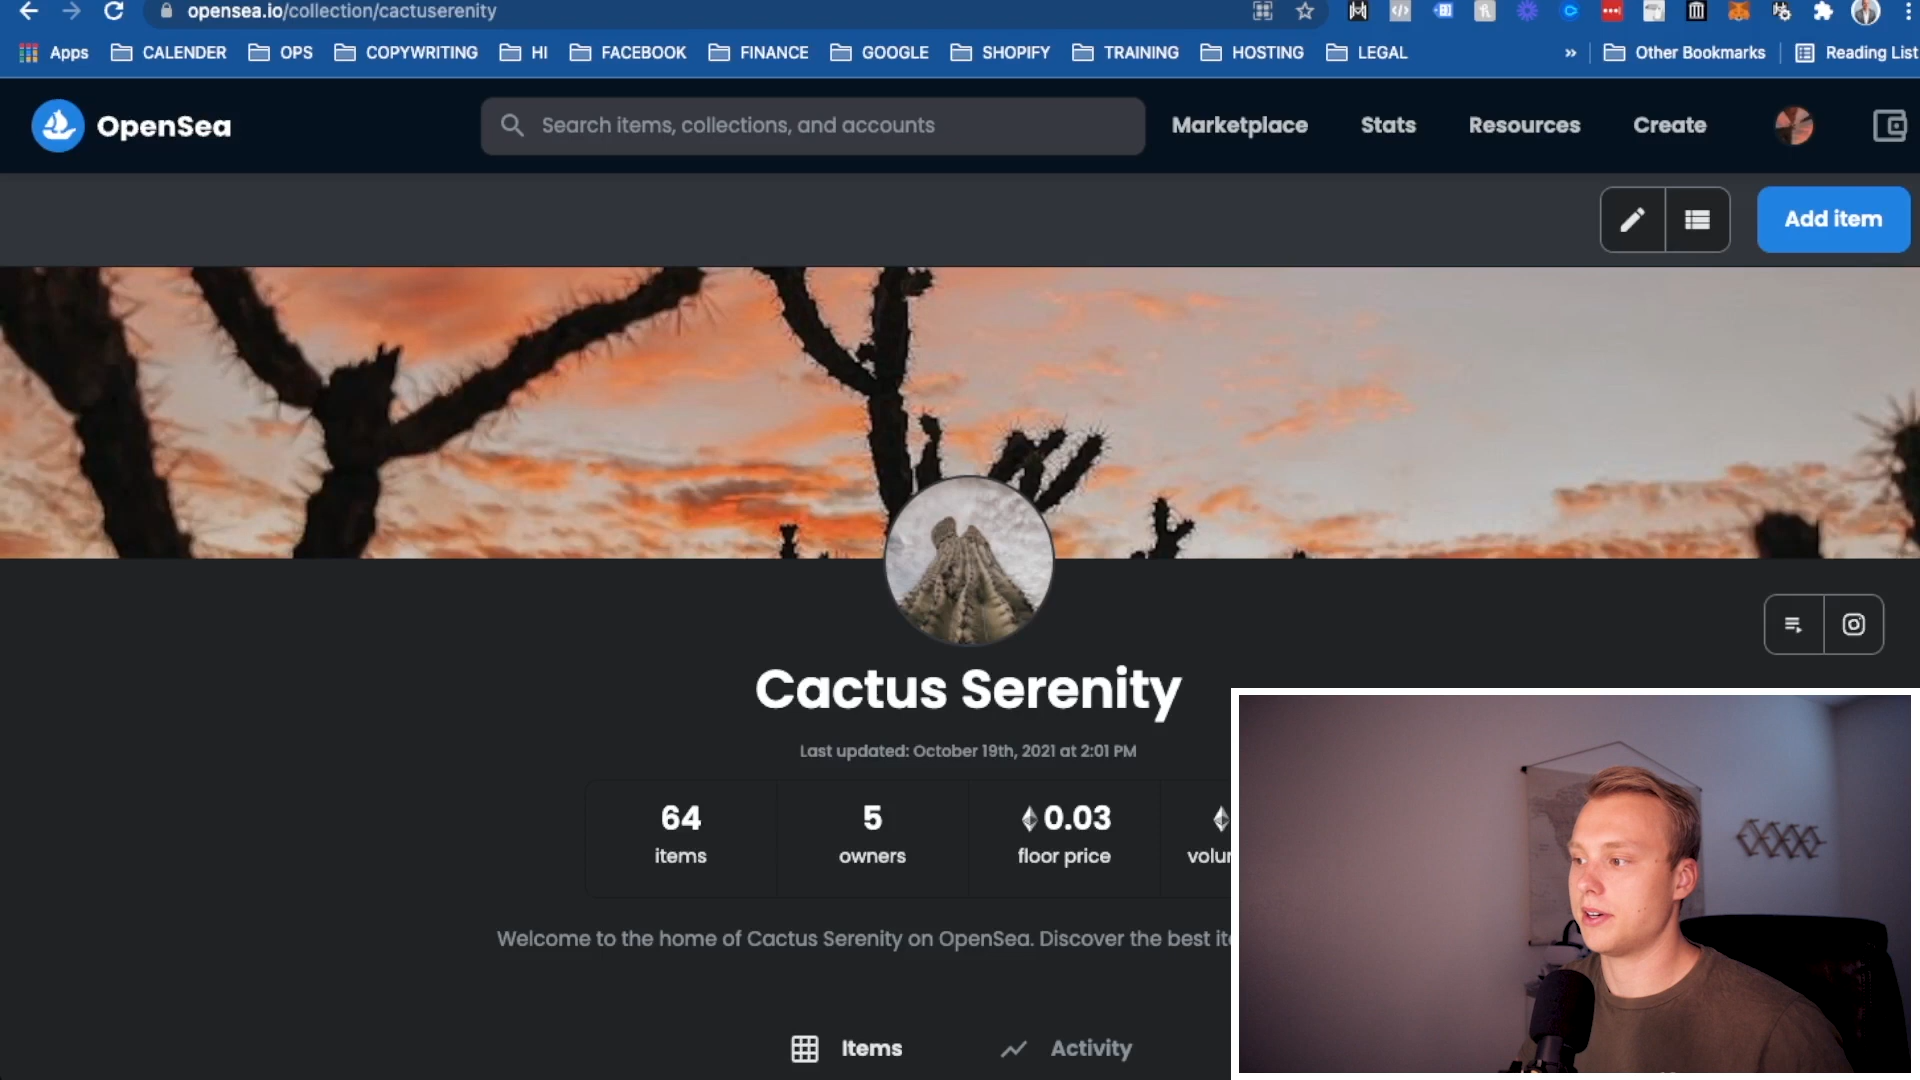 opensea.io/collection/cactuserenity
Apps CALENDER OPS COPYWRITING HI FACEBOOK FINANCE GOOGLE SHOPIFY TRAINING HOSTING LEGAL » Other Bookmarks Reading List
OpenSea Search items, collections, and accounts Marketplace Stats Resources Create
Add item
Cactus Serenity
Last updated: October 19th, 2021 at 2:01 PM
64 5 0.03
items owners floor price
Welcome to the home of Cactus Serenity on OpenSea. Discover the best
Items Activity